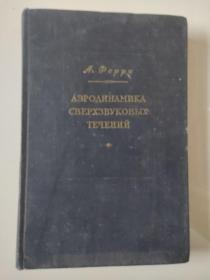 А. Ферри
АЭРОДИНАМИКА
СВЕРХЗВУКОВЫХ
ТЕЧЕНИЙ